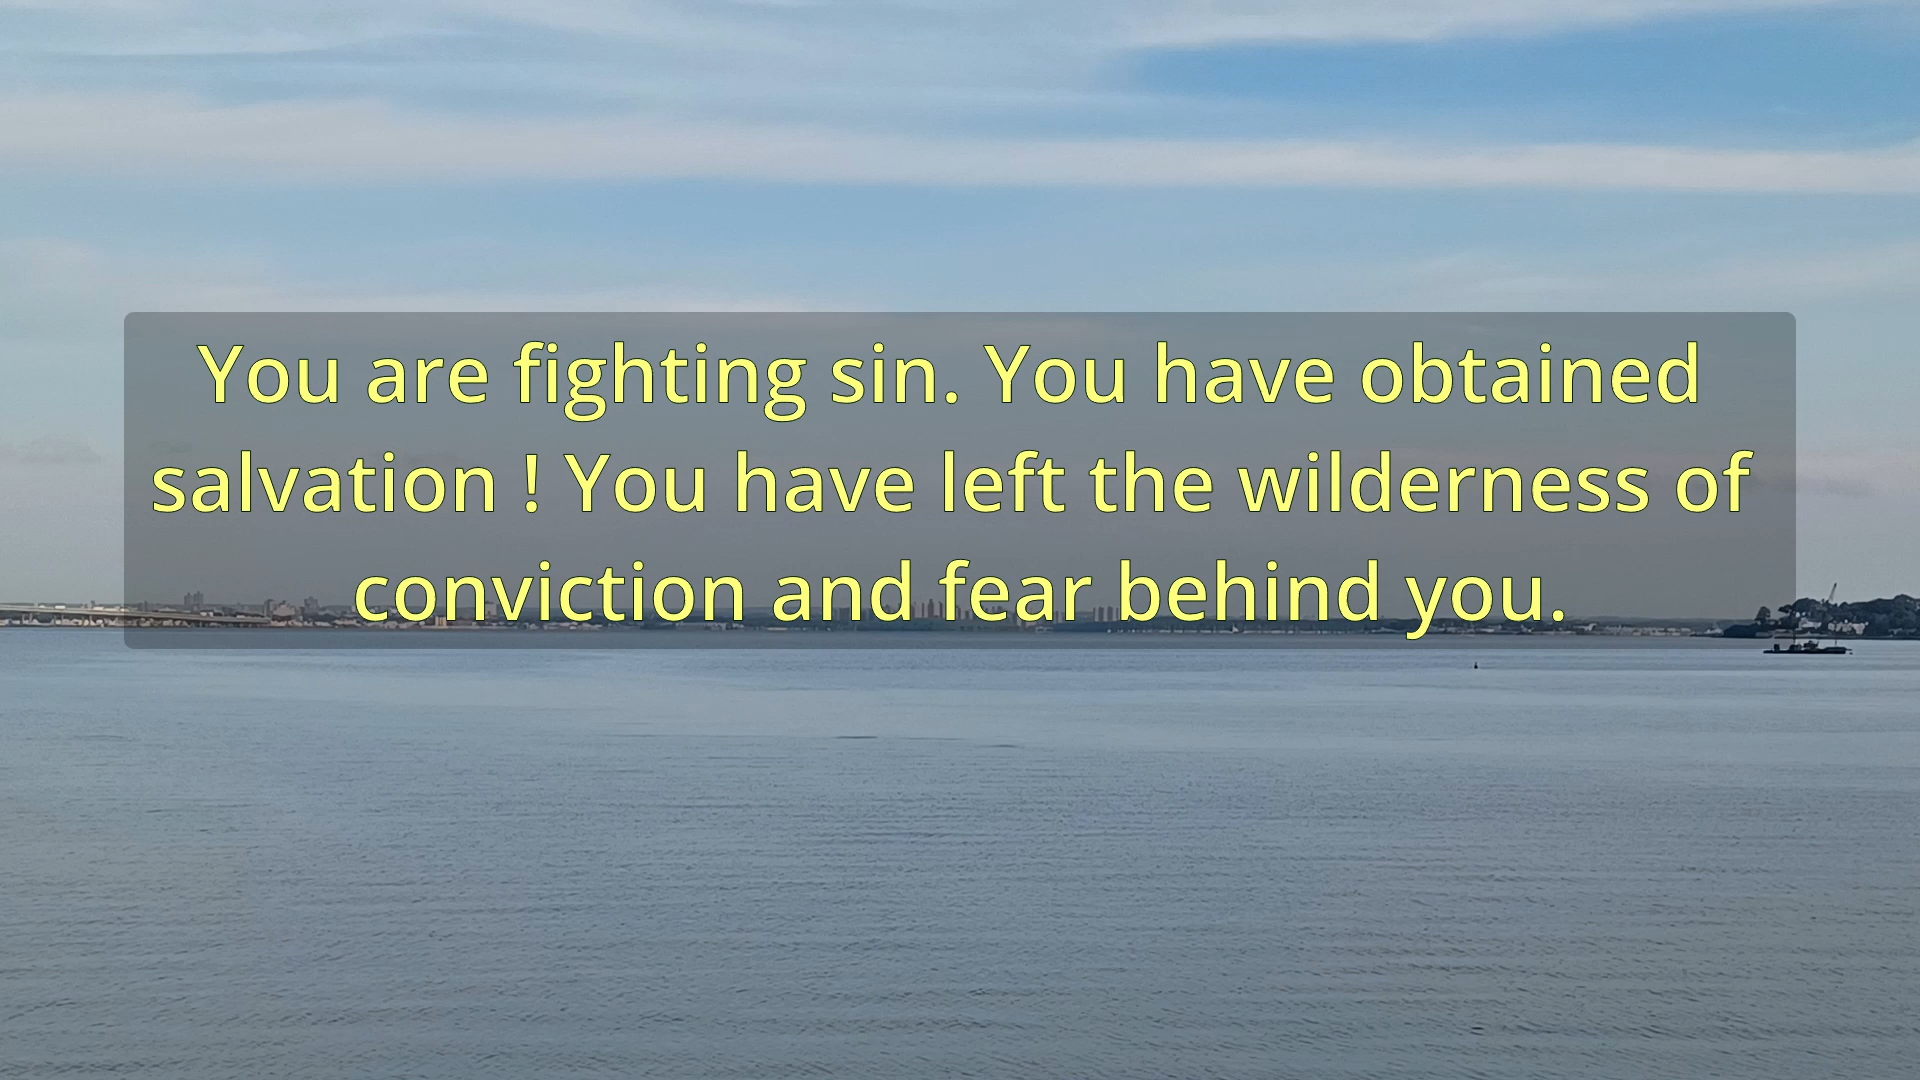 You are fighting sin. You have obtained
salvation ! You have left the wilderness of
conviction and fear behind you.